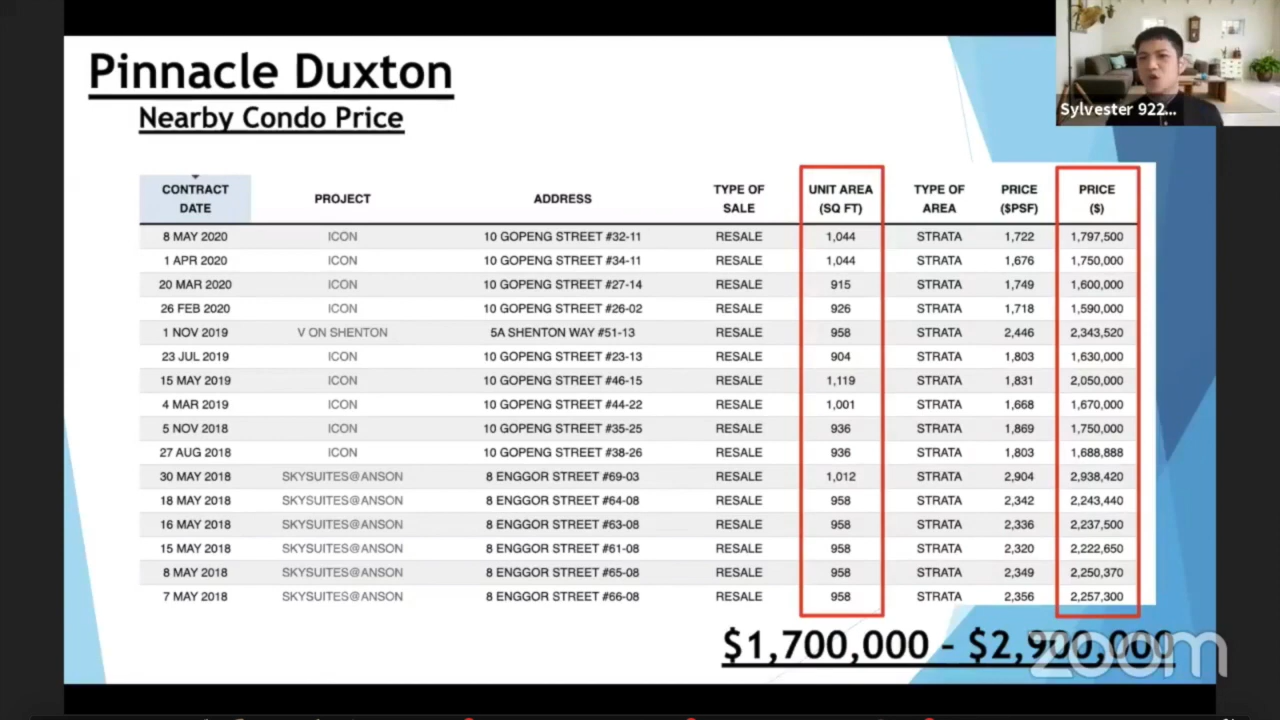 Pinnacle Duxton
Nearby Condo Price
Sylvester 922...
CONTRACT DATE PROJECT ADDRESS TYPE OF SALE UNIT AREA (SQ FT) TYPE OF AREA PRICE ($PSF) PRICE ($)
8 MAY 2020 ICON 10 GOPENG STREET #32-11 RESALE 1,044 STRATA 1,722 1,797,500
1 APR 2020 ICON 10 GOPENG STREET #34-11 RESALE 1,044 STRATA 1,676 1,750,000
20 MAR 2020 ICON 10 GOPENG STREET #27-14 RESALE 915 STRATA 1,749 1,600,000
26 FEB 2020 ICON 10 GOPENG STREET #26-02 RESALE 926 STRATA 1,718 1,590,000
1 NOV 2019 V ON SHENTON 5A SHENTON WAY #51-13 RESALE 958 STRATA 2,446 2,343,520
23 JUL 2019 ICON 10 GOPENG STREET #23-13 RESALE 904 STRATA 1,803 1,630,000
15 MAY 2019 ICON 10 GOPENG STREET #46-15 RESALE 1,119 STRATA 1,831 2,050,000
4 MAR 2019 ICON 10 GOPENG STREET #44-22 RESALE 1,001 STRATA 1,668 1,670,000
5 NOV 2018 ICON 10 GOPENG STREET #35-25 RESALE 936 STRATA 1,869 1,750,000
27 AUG 2018 ICON 10 GOPENG STREET #38-26 RESALE 936 STRATA 1,803 1,688,888
30 MAY 2018 SKYSUITES@ANSON 8 ENGGOR STREET #69-03 RESALE 1,012 STRATA 2,904 2,938,420
18 MAY 2018 SKYSUITES@ANSON 8 ENGGOR STREET #64-08 RESALE 958 STRATA 2,342 2,243,440
16 MAY 2018 SKYSUITES@ANSON 8 ENGGOR STREET #63-08 RESALE 958 STRATA 2,336 2,237,500
15 MAY 2018 SKYSUITES@ANSON 8 ENGGOR STREET #61-08 RESALE 958 STRATA 2,320 2,222,650
8 MAY 2018 SKYSUITES@ANSON 8 ENGGOR STREET #65-08 RESALE 958 STRATA 2,349 2,250,370
7 MAY 2018 SKYSUITES@ANSON 8 ENGGOR STREET #66-08 RESALE 958 STRATA 2,356 2,257,300
$1,700,000 - $2,900,000
zoom